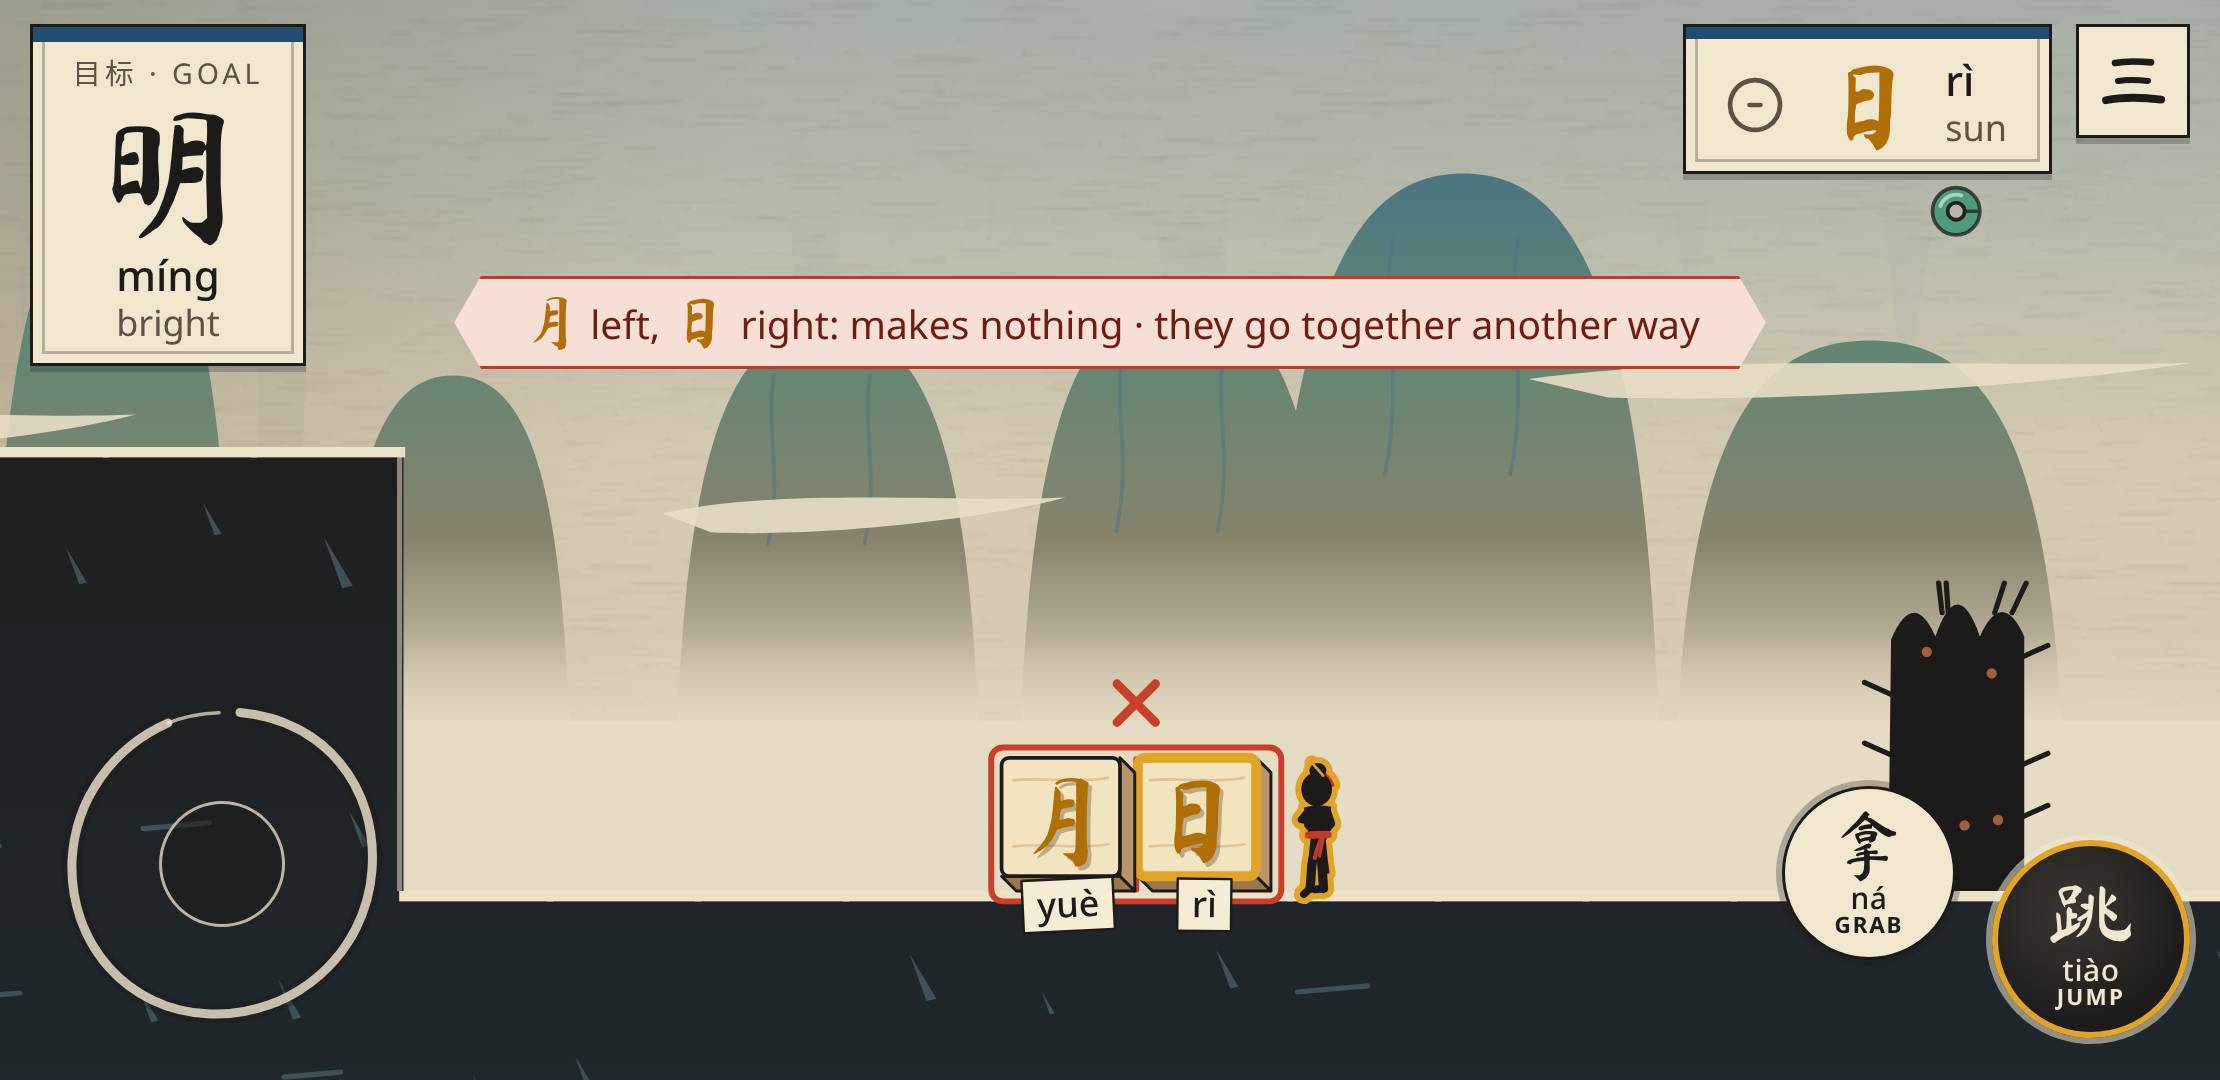 目标 · GOAL
明
míng
bright
日 rì
sun
三
月 left, 日 right: makes nothing · they go together another way
月 日
yuè rì
拿
ná
GRAB
跳
tiào
JUMP